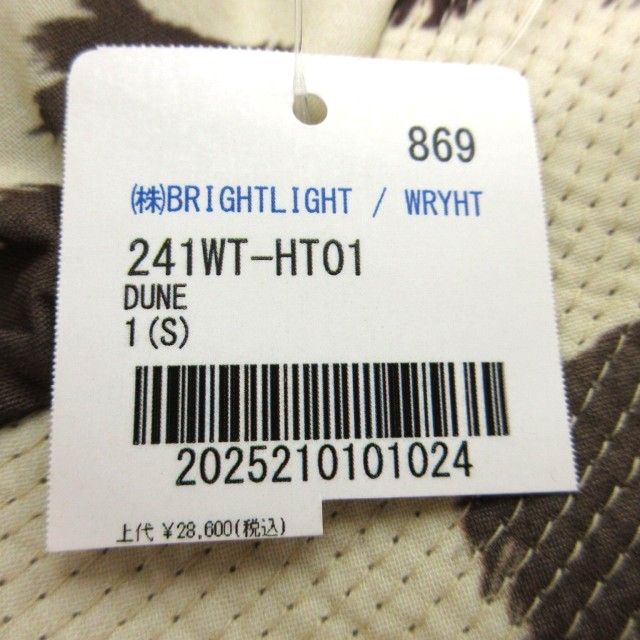 869
㈱BRIGHTLIGHT / WRYHT
241WT-HT01
DUNE
1(S)
2025210101024
上代 ¥28,600(税込)